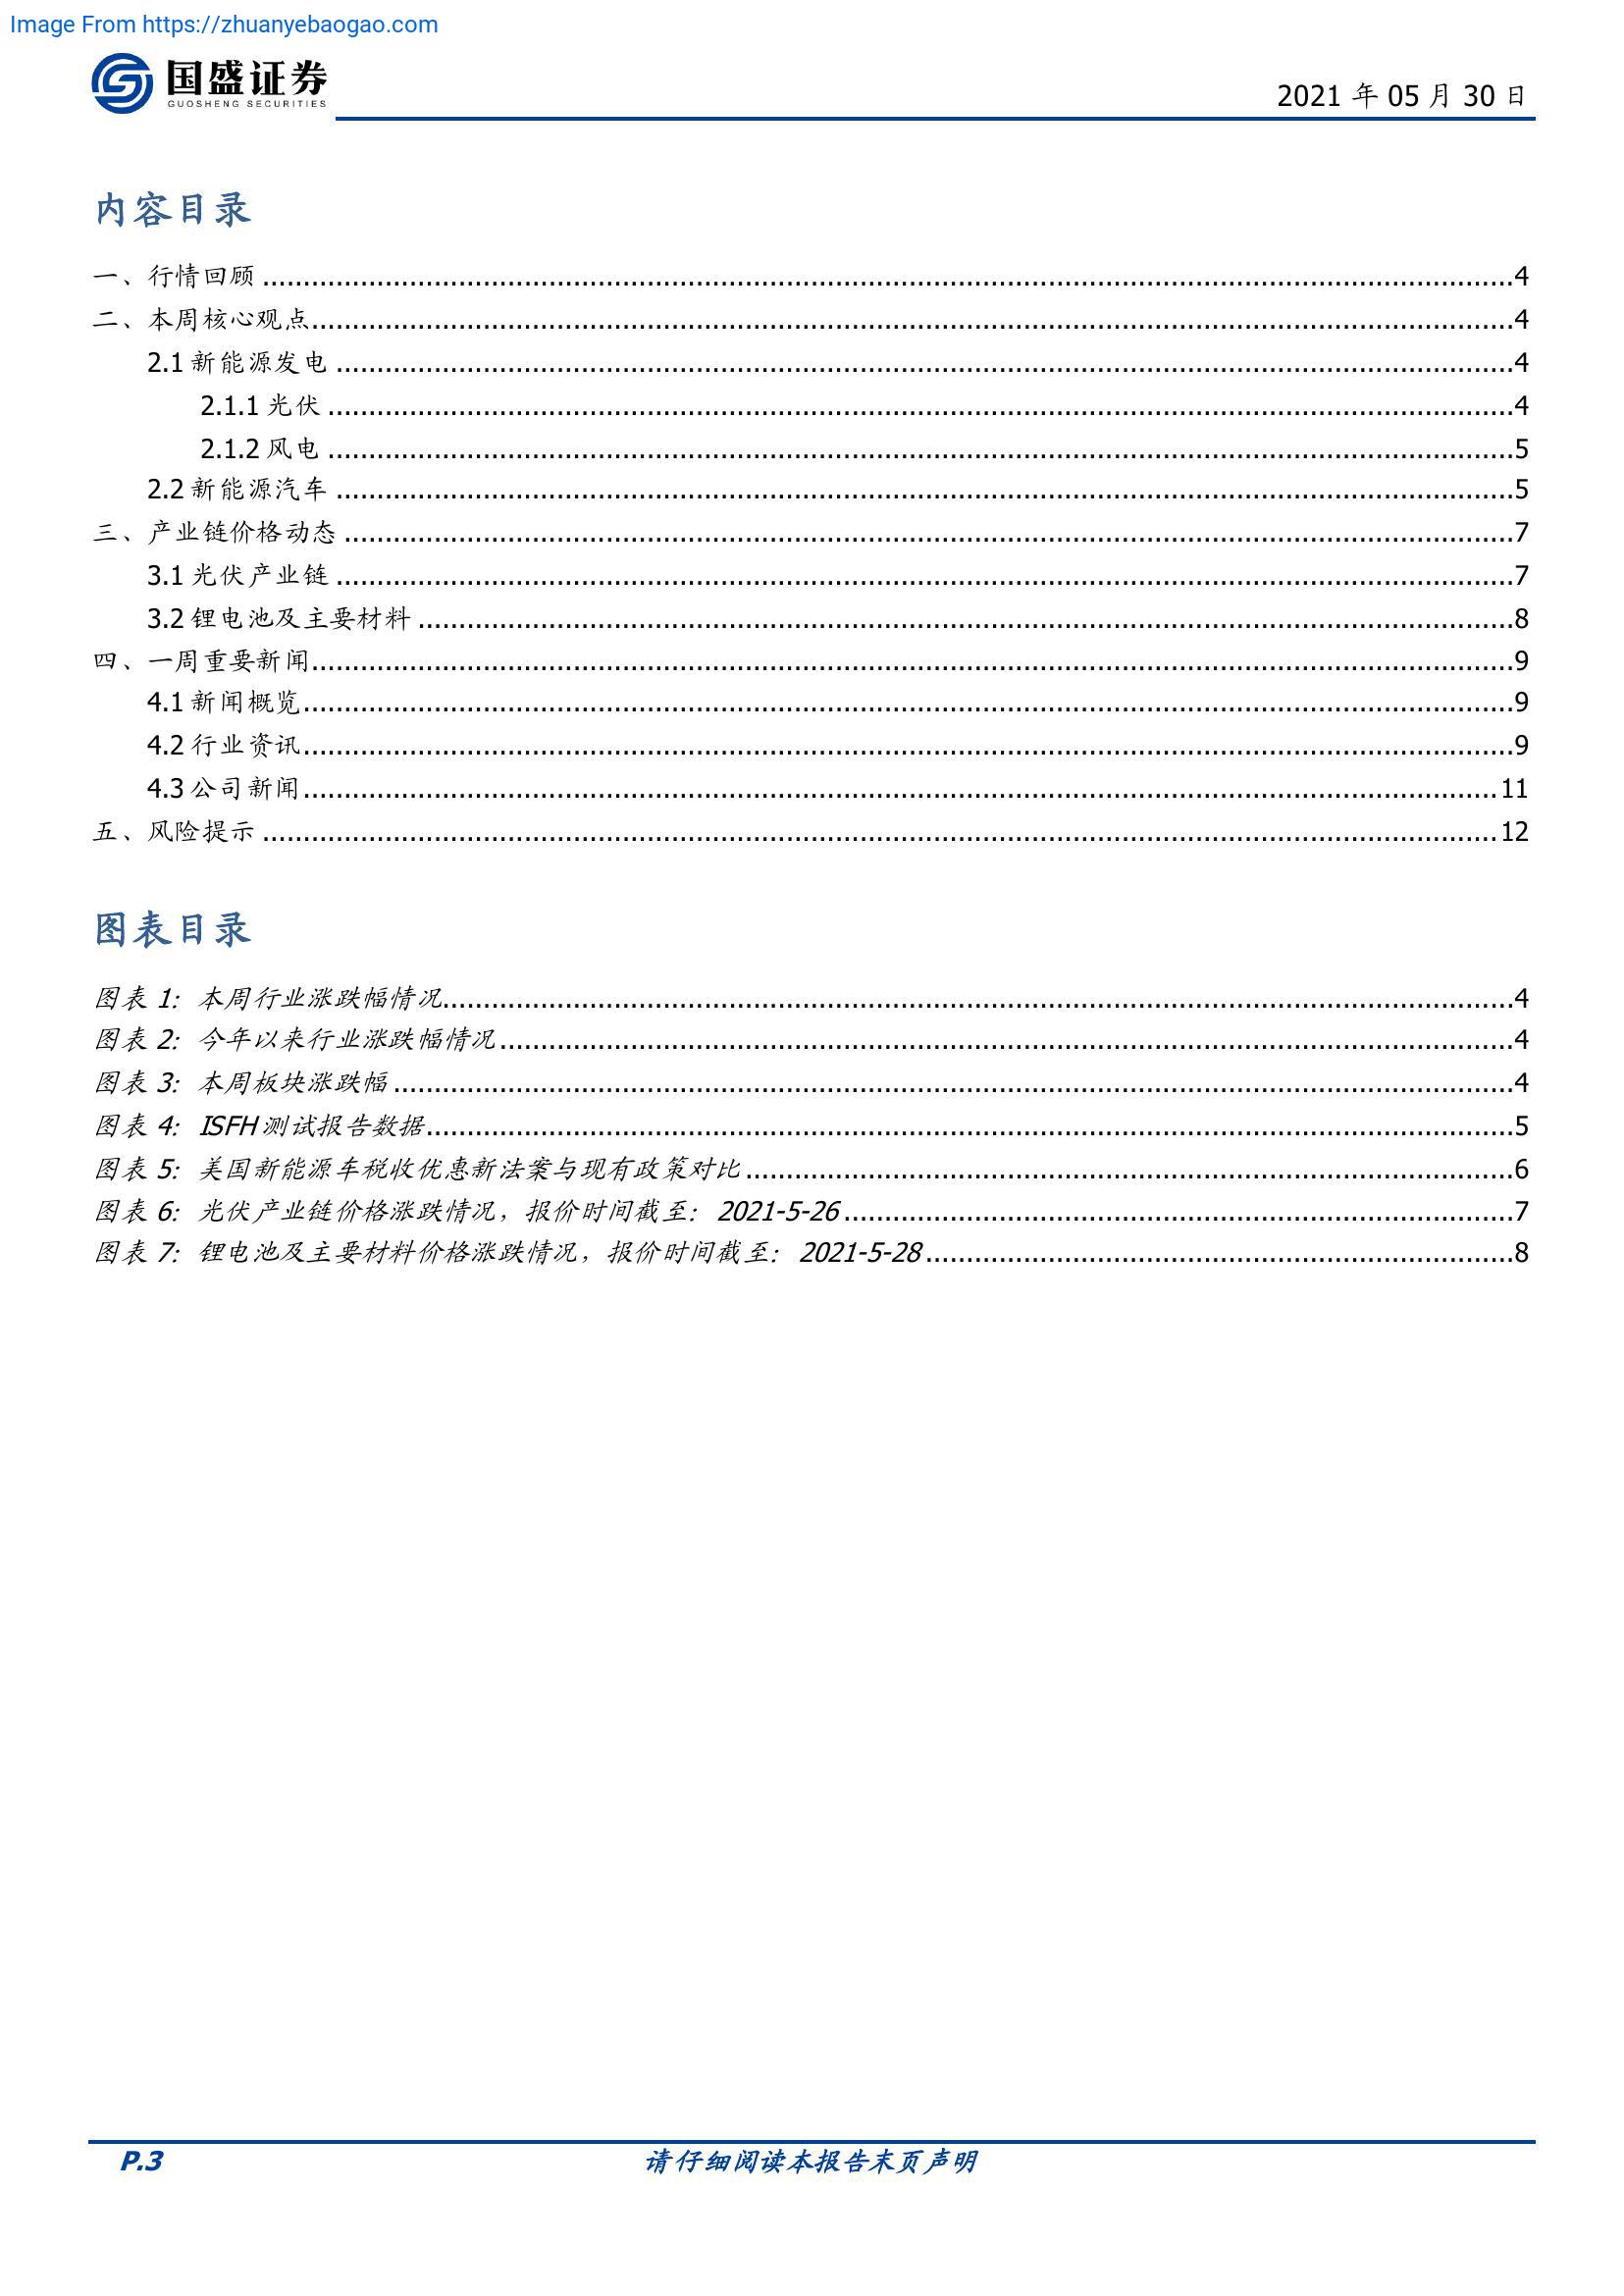 Image From https://zhuanyebaogao.com
国盛证券
GUOSHENG SECURITIES
2021 年 05 月 30 日
内容目录
一、行情回顾 ........ 4
二、本周核心观点 ........ 4
2.1 新能源发电 ........ 4
2.1.1 光伏 ........ 4
2.1.2 风电 ........ 5
2.2 新能源汽车 ........ 5
三、产业链价格动态 ........ 7
3.1 光伏产业链 ........ 7
3.2 锂电池及主要材料 ........ 8
四、一周重要新闻 ........ 9
4.1 新闻概览 ........ 9
4.2 行业资讯 ........ 9
4.3 公司新闻 ........ 11
五、风险提示 ........ 12
图表目录
图表 1：本周行业涨跌幅情况 ........ 4
图表 2：今年以来行业涨跌幅情况 ........ 4
图表 3：本周板块涨跌幅 ........ 4
图表 4：ISFH 测试报告数据 ........ 5
图表 5：美国新能源车税收优惠新法案与现有政策对比 ........ 6
图表 6：光伏产业链价格涨跌情况，报价时间截至：2021-5-26 ........ 7
图表 7：锂电池及主要材料价格涨跌情况，报价时间截至：2021-5-28 ........ 8
P.3
请仔细阅读本报告末页声明